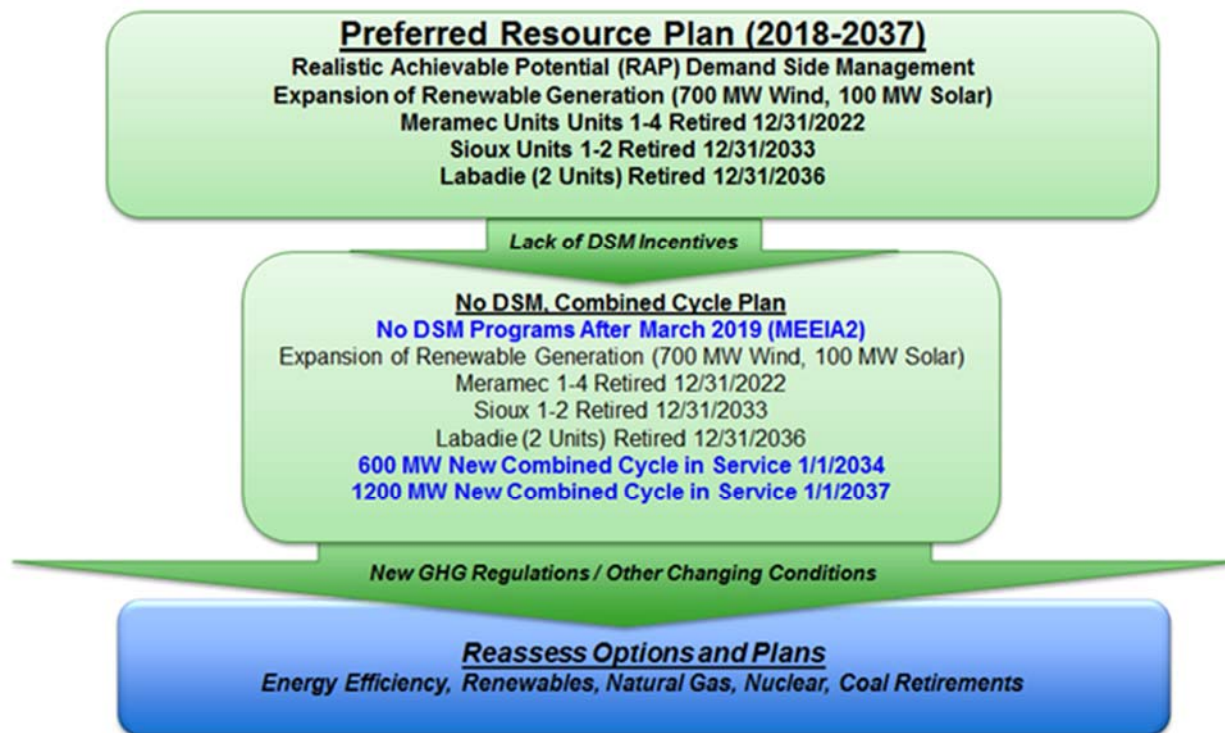 Preferred Resource Plan (2018-2037)
Realistic Achievable Potential (RAP) Demand Side Management
Expansion of Renewable Generation (700 MW Wind, 100 MW Solar)
Meramec Units Units 1-4 Retired 12/31/2022
Sioux Units 1-2 Retired 12/31/2033
Labadie (2 Units) Retired 12/31/2036
Lack of DSM Incentives
No DSM, Combined Cycle Plan
No DSM Programs After March 2019 (MEEIA2)
Expansion of Renewable Generation (700 MW Wind, 100 MW Solar)
Meramec 1-4 Retired 12/31/2022
Sioux 1-2 Retired 12/31/2033
Labadie (2 Units) Retired 12/31/2036
600 MW New Combined Cycle in Service 1/1/2034
1200 MW New Combined Cycle in Service 1/1/2037
New GHG Regulations / Other Changing Conditions
Reassess Options and Plans
Energy Efficiency, Renewables, Natural Gas, Nuclear, Coal Retirements